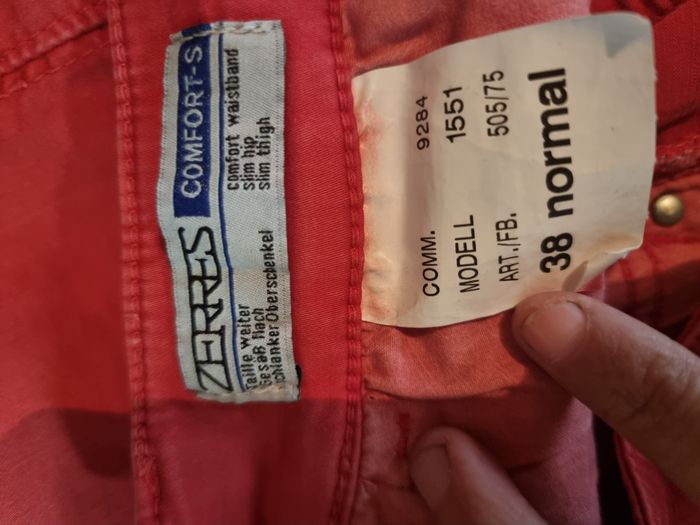 ZERRES COMFORT-S
Taille weiter
Gesäß flach
schlanker Oberschenkel
comfort waistband
slim hip
slim thigh
COMM. 9284
MODELL 1551
ART./FB. 505/75
38 normal